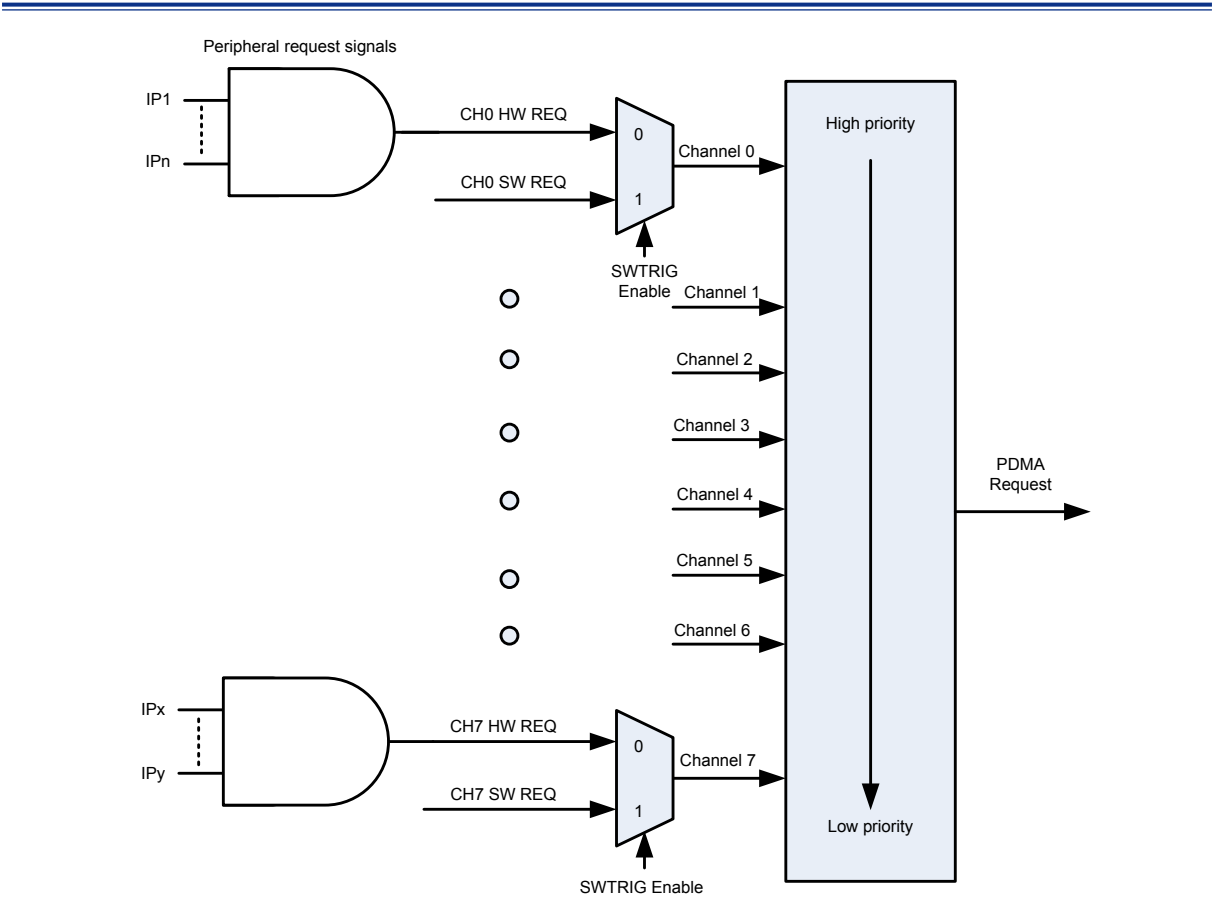 Peripheral request signals
IP1
IPn
CH0 HW REQ
CH0 SW REQ
0
1
SWTRIG
Enable
Channel 0
High priority
Channel 1
Channel 2
Channel 3
Channel 4
Channel 5
Channel 6
PDMA
Request
IPx
IPy
CH7 HW REQ
CH7 SW REQ
0
1
SWTRIG Enable
Channel 7
Low priority